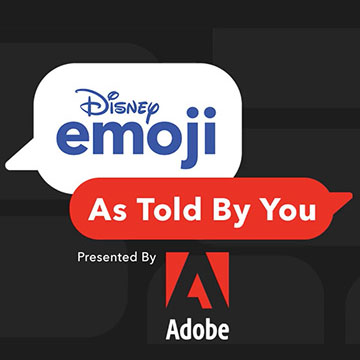 Disney
emoji
As Told By You
Presented By
Adobe